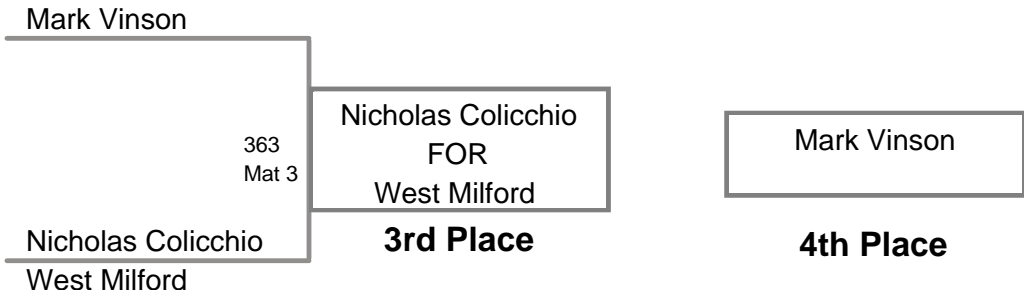 Mark Vinson
363
Mat 3
Nicholas Colicchio
West Milford
Nicholas Colicchio
FOR
West Milford
3rd Place
Mark Vinson
4th Place